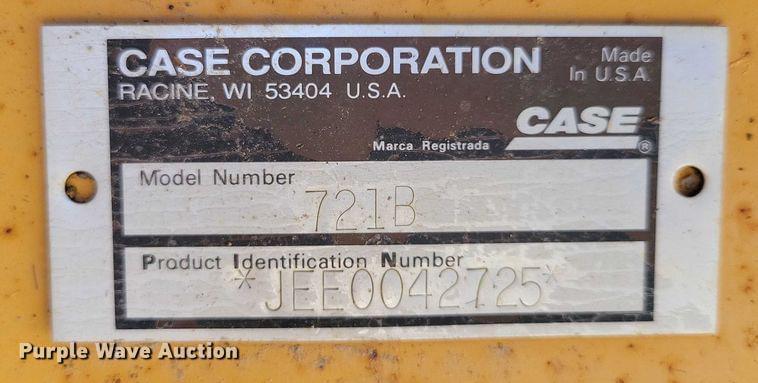 CASE CORPORATION
RACINE, WI 53404 U.S.A.
Made
In U.S.A.
CASE
Marca Registrada ®
Model Number
721B
Product Identification Number
*JEE0042725*
Purple Wave Auction